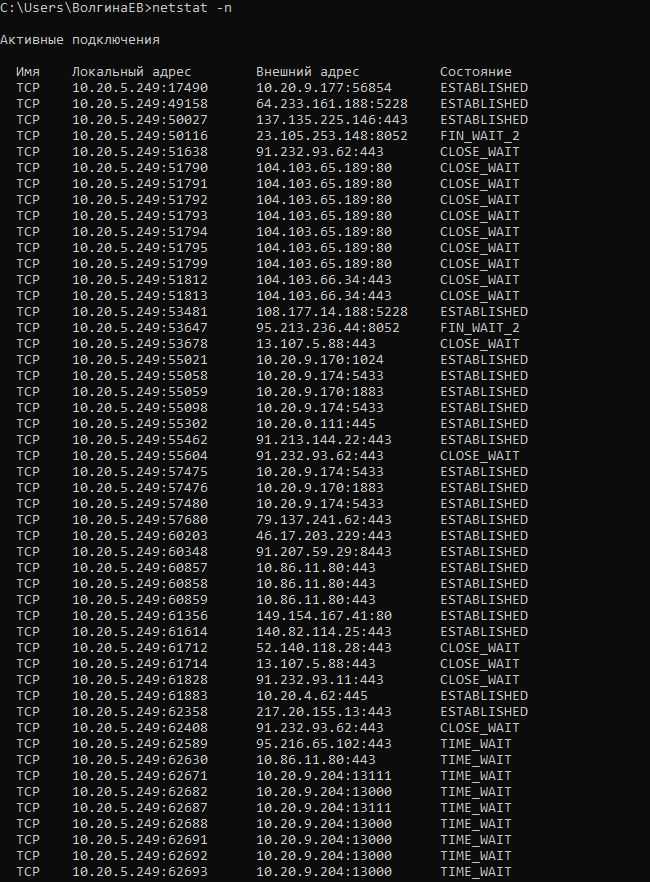 C:\Users\ВолгинаЕВ>netstat -n
Активные подключения
Имя Локальный адрес Внешний адрес Состояние
TCP 10.20.5.249:17490 10.20.9.177:56854 ESTABLISHED
TCP 10.20.5.249:49158 64.233.161.188:5228 ESTABLISHED
TCP 10.20.5.249:50027 137.135.225.146:443 ESTABLISHED
TCP 10.20.5.249:50116 23.105.253.148:8052 FIN_WAIT_2
TCP 10.20.5.249:51638 91.232.93.62:443 CLOSE_WAIT
TCP 10.20.5.249:51790 104.103.65.189:80 CLOSE_WAIT
TCP 10.20.5.249:51791 104.103.65.189:80 CLOSE_WAIT
TCP 10.20.5.249:51792 104.103.65.189:80 CLOSE_WAIT
TCP 10.20.5.249:51793 104.103.65.189:80 CLOSE_WAIT
TCP 10.20.5.249:51794 104.103.65.189:80 CLOSE_WAIT
TCP 10.20.5.249:51795 104.103.65.189:80 CLOSE_WAIT
TCP 10.20.5.249:51799 104.103.65.189:80 CLOSE_WAIT
TCP 10.20.5.249:51812 104.103.66.34:443 CLOSE_WAIT
TCP 10.20.5.249:51813 104.103.66.34:443 CLOSE_WAIT
TCP 10.20.5.249:53481 108.177.14.188:5228 ESTABLISHED
TCP 10.20.5.249:53647 95.213.236.44:8052 FIN_WAIT_2
TCP 10.20.5.249:53678 13.107.5.88:443 CLOSE_WAIT
TCP 10.20.5.249:55021 10.20.9.170:1024 ESTABLISHED
TCP 10.20.5.249:55058 10.20.9.174:5433 ESTABLISHED
TCP 10.20.5.249:55059 10.20.9.170:1883 ESTABLISHED
TCP 10.20.5.249:55098 10.20.9.174:5433 ESTABLISHED
TCP 10.20.5.249:55302 10.20.0.111:445 ESTABLISHED
TCP 10.20.5.249:55462 91.213.144.22:443 ESTABLISHED
TCP 10.20.5.249:55604 91.232.93.62:443 CLOSE_WAIT
TCP 10.20.5.249:57475 10.20.9.174:5433 ESTABLISHED
TCP 10.20.5.249:57476 10.20.9.170:1883 ESTABLISHED
TCP 10.20.5.249:57480 10.20.9.174:5433 ESTABLISHED
TCP 10.20.5.249:57680 79.137.241.62:443 ESTABLISHED
TCP 10.20.5.249:60203 46.17.203.229:443 ESTABLISHED
TCP 10.20.5.249:60348 91.207.59.29:8443 ESTABLISHED
TCP 10.20.5.249:60857 10.86.11.80:443 ESTABLISHED
TCP 10.20.5.249:60858 10.86.11.80:443 ESTABLISHED
TCP 10.20.5.249:60859 10.86.11.80:443 ESTABLISHED
TCP 10.20.5.249:61356 149.154.167.41:80 ESTABLISHED
TCP 10.20.5.249:61614 140.82.114.25:443 ESTABLISHED
TCP 10.20.5.249:61712 52.140.118.28:443 CLOSE_WAIT
TCP 10.20.5.249:61714 13.107.5.88:443 CLOSE_WAIT
TCP 10.20.5.249:61828 91.232.93.11:443 CLOSE_WAIT
TCP 10.20.5.249:61883 10.20.4.62:445 ESTABLISHED
TCP 10.20.5.249:62358 217.20.155.13:443 ESTABLISHED
TCP 10.20.5.249:62408 91.232.93.62:443 CLOSE_WAIT
TCP 10.20.5.249:62589 95.216.65.102:443 TIME_WAIT
TCP 10.20.5.249:62630 10.86.11.80:443 TIME_WAIT
TCP 10.20.5.249:62671 10.20.9.204:13111 TIME_WAIT
TCP 10.20.5.249:62682 10.20.9.204:13000 TIME_WAIT
TCP 10.20.5.249:62687 10.20.9.204:13111 TIME_WAIT
TCP 10.20.5.249:62688 10.20.9.204:13000 TIME_WAIT
TCP 10.20.5.249:62691 10.20.9.204:13000 TIME_WAIT
TCP 10.20.5.249:62692 10.20.9.204:13000 TIME_WAIT
TCP 10.20.5.249:62693 10.20.9.204:13000 TIME_WAIT